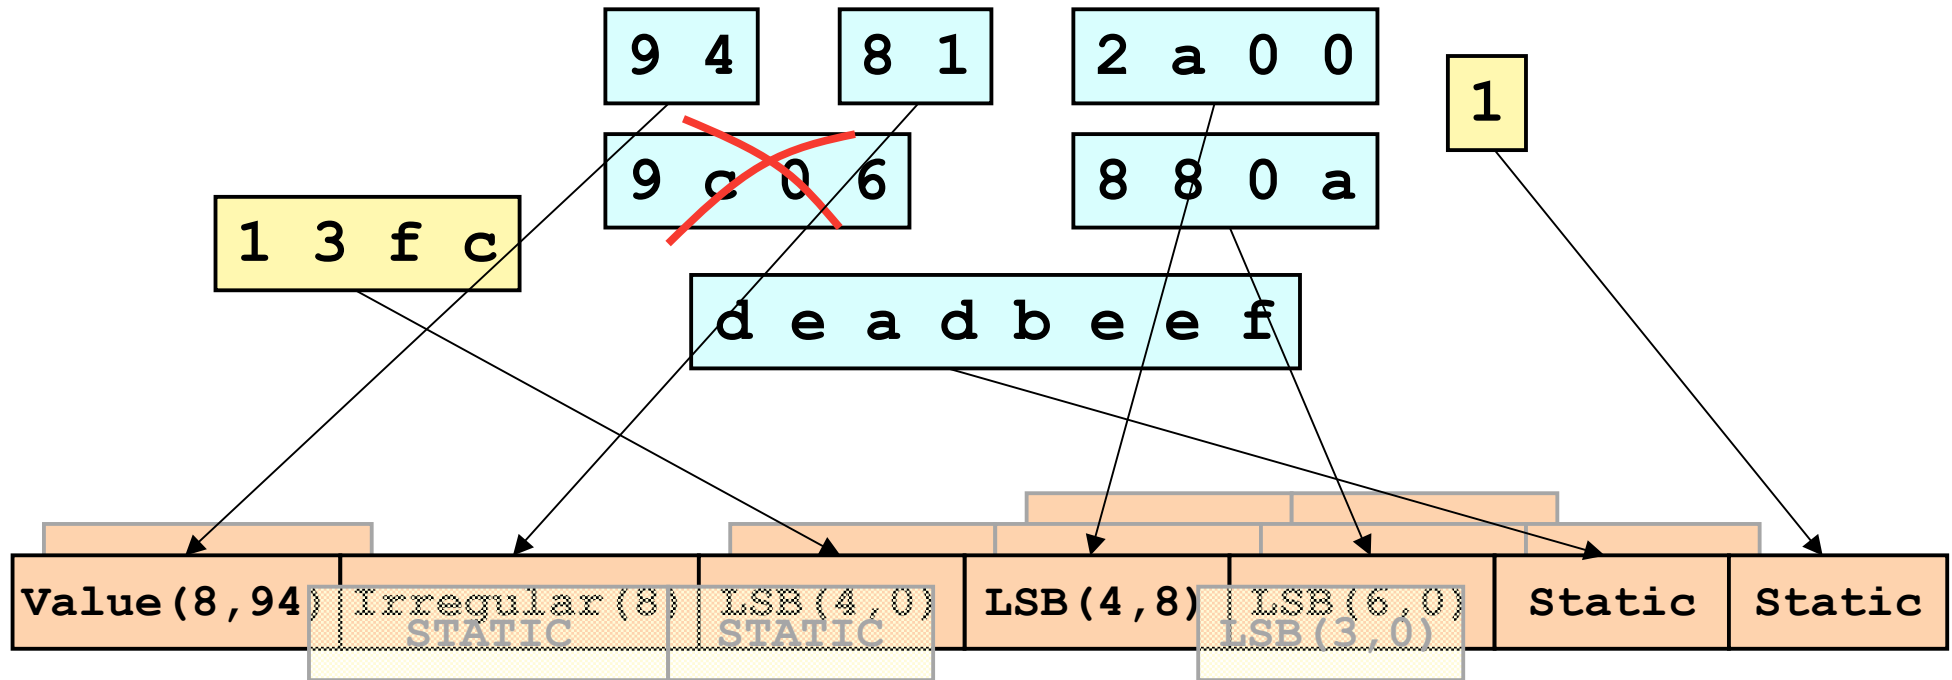 9 4
8 1
2 a 0 0
1
9 c 0 6
8 8 0 a
1 3 f c
d e a d b e e f
Value(8,94)
Irregular(8)
LSB(4,0)
LSB(4,8)
LSB(6,0)
Static
Static
STATIC
STATIC
LSB(3,0)